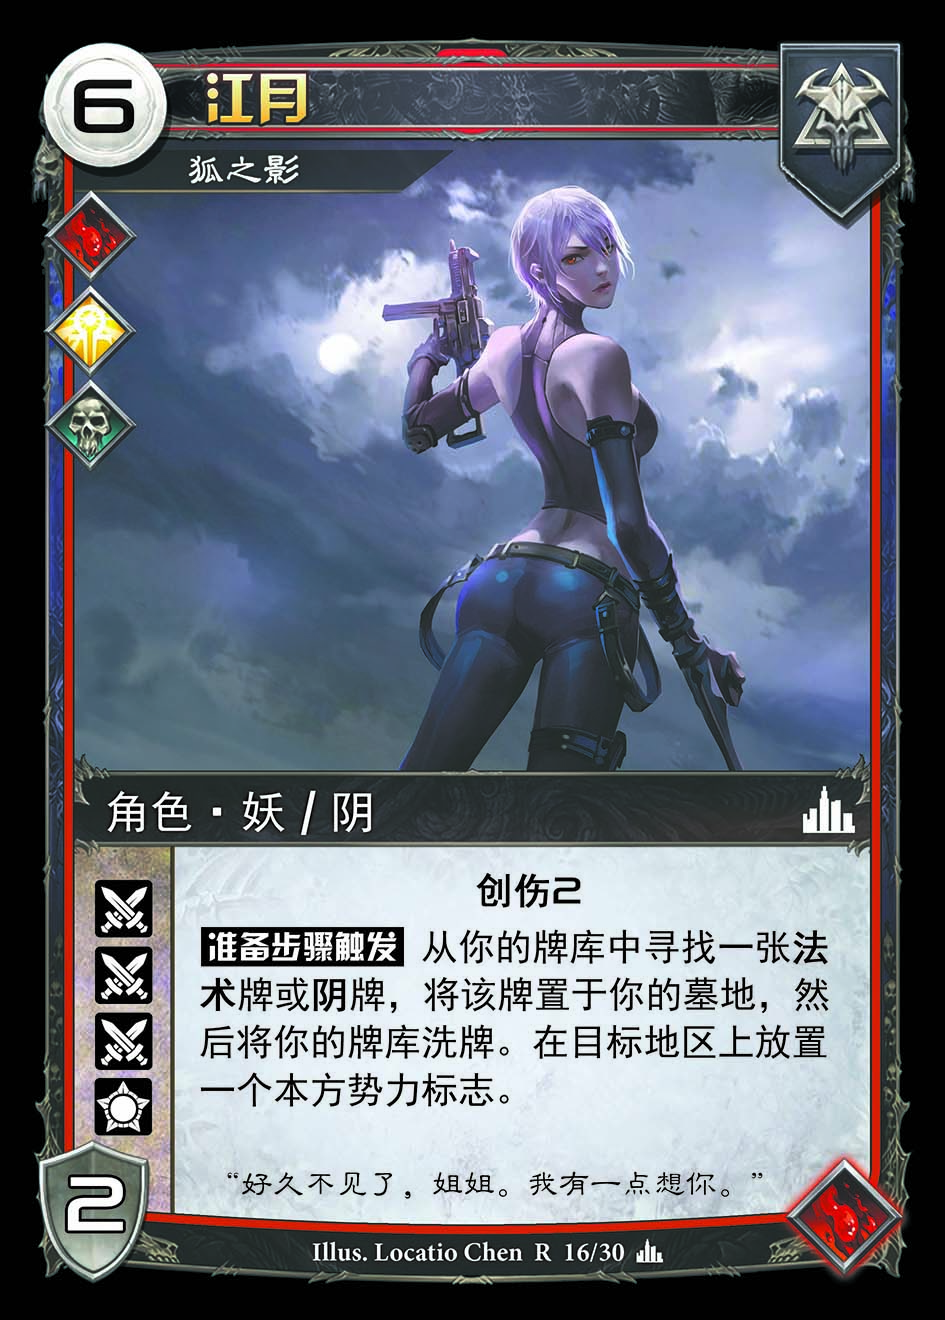 6
江月
狐之影
角色·妖/阴
创伤2
准备步骤触发 从你的牌库中寻找一张法
术牌或阴牌，将该牌置于你的墓地，然
后将你的牌库洗牌。在目标地区上放置
一个本方势力标志。
“好久不见了，姐姐。我有一点想你。”
2
Illus. Locatio Chen R 16/30